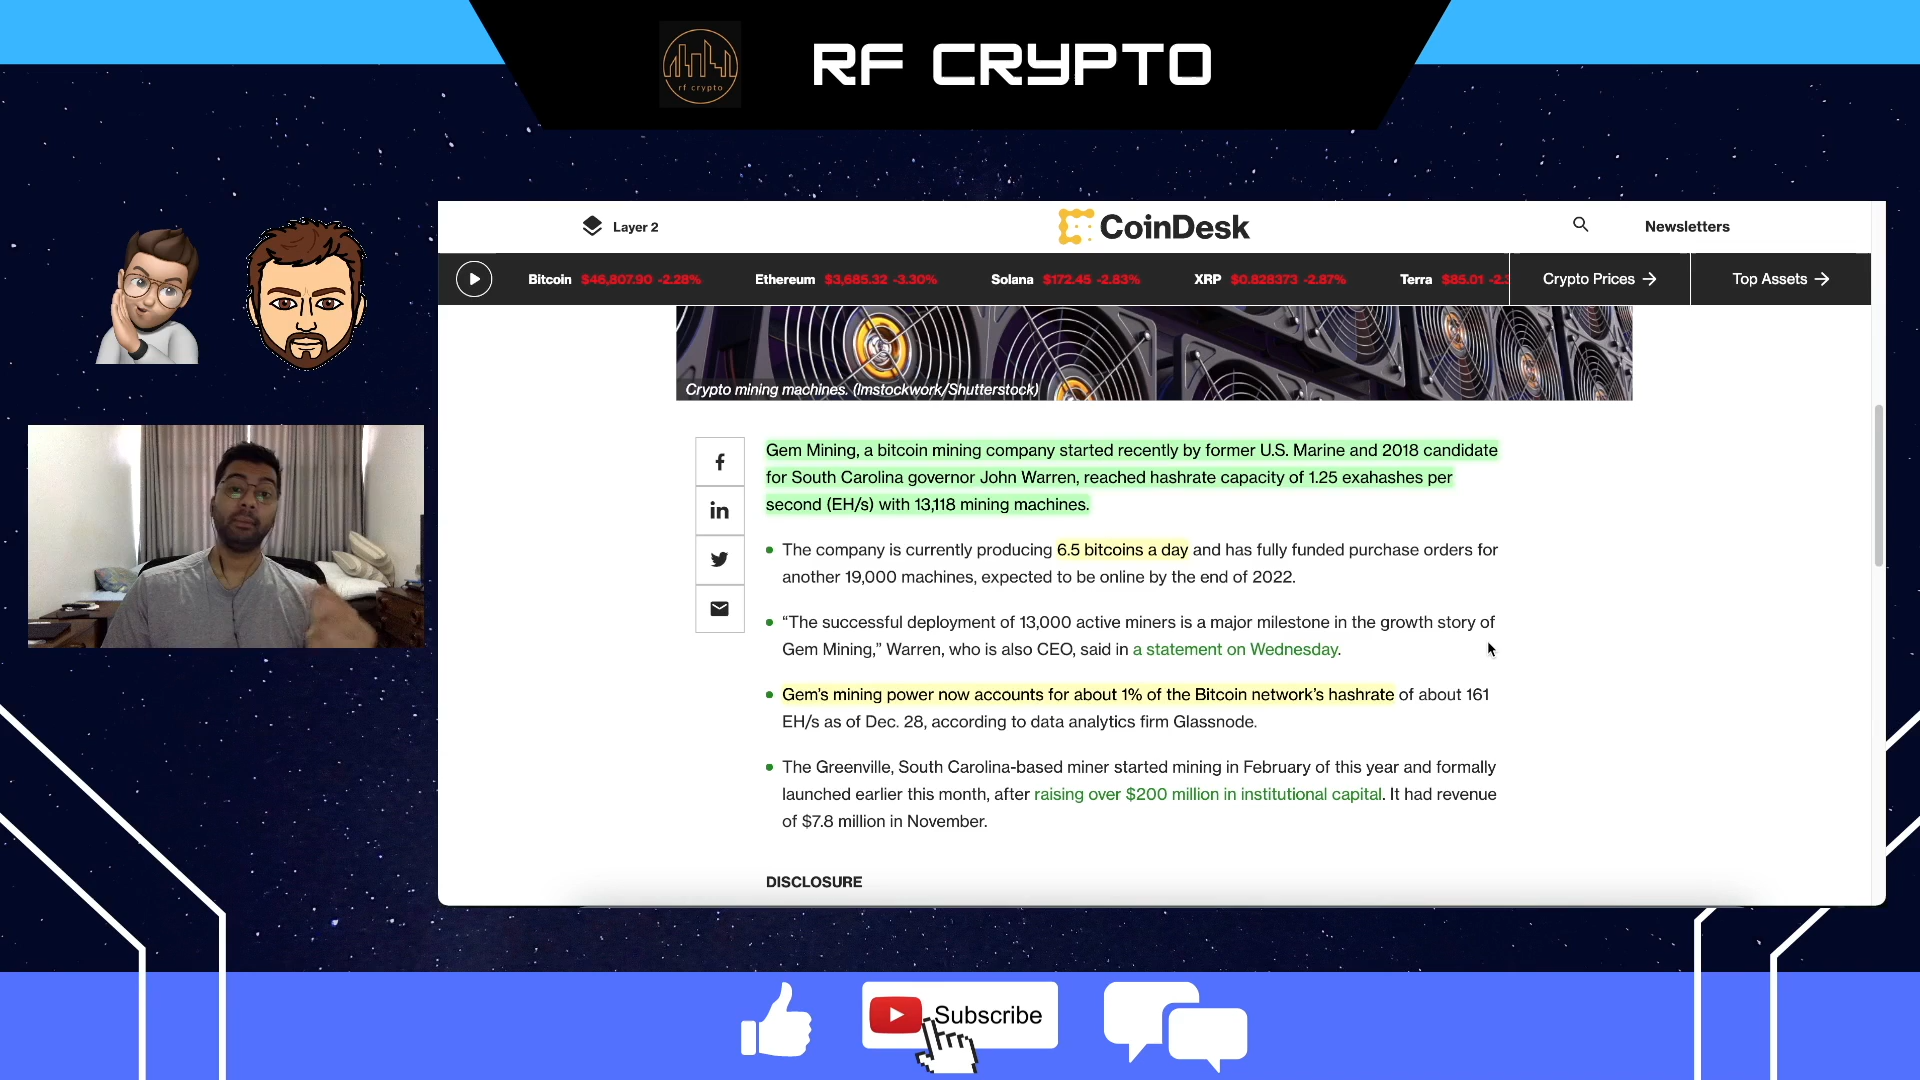 rf crypto
RF CRYPTO
Layer 2
CoinDesk
Newsletters
Bitcoin $46,807.90 -2.28% Ethereum $3,685.32 -3.30% Solana $172.45 -2.83% XRP $0.828373 -2.87% Terra $85.01 -2.3
Crypto Prices →
Top Assets →
Crypto mining machines. (Imstockwork/Shutterstock)
Gem Mining, a bitcoin mining company started recently by former U.S. Marine and 2018 candidate
for South Carolina governor John Warren, reached hashrate capacity of 1.25 exahashes per
second (EH/s) with 13,118 mining machines.
• The company is currently producing 6.5 bitcoins a day and has fully funded purchase orders for
another 19,000 machines, expected to be online by the end of 2022.
• “The successful deployment of 13,000 active miners is a major milestone in the growth story of
Gem Mining,” Warren, who is also CEO, said in a statement on Wednesday.
• Gem's mining power now accounts for about 1% of the Bitcoin network’s hashrate of about 161
EH/s as of Dec. 28, according to data analytics firm Glassnode.
• The Greenville, South Carolina-based miner started mining in February of this year and formally
launched earlier this month, after raising over $200 million in institutional capital. It had revenue
of $7.8 million in November.
DISCLOSURE
Subscribe